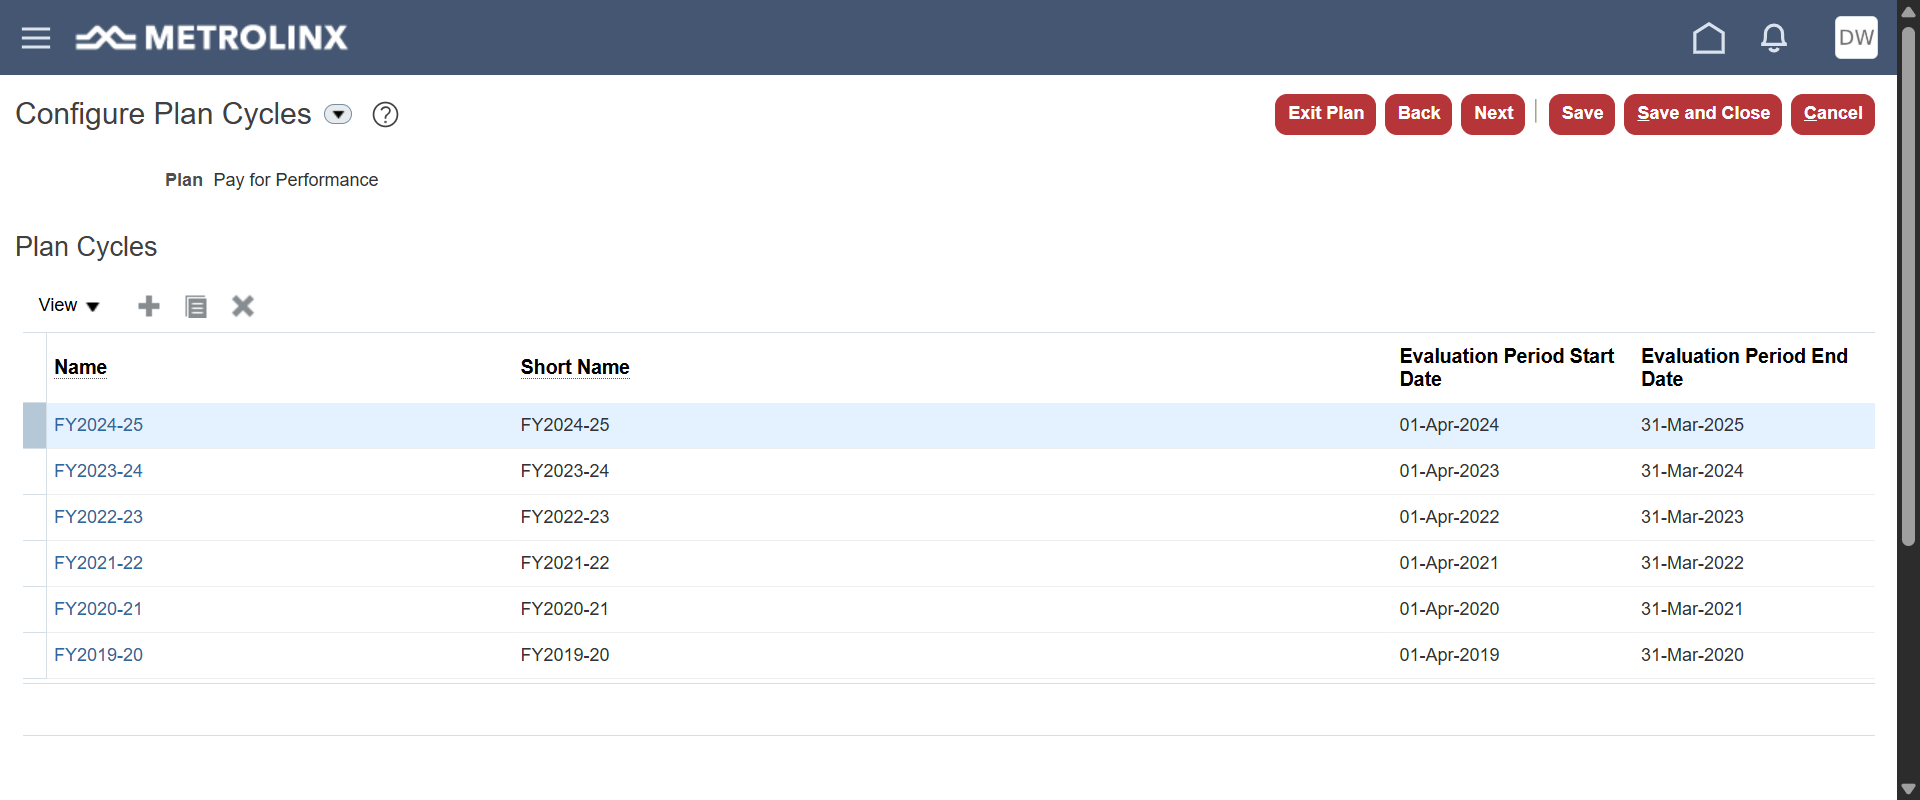 METROLINX
DW
Configure Plan Cycles
?
Exit Plan Back Next Save Save and Close Cancel
Plan Pay for Performance
Plan Cycles
View
Name Short Name Evaluation Period Start Date Evaluation Period End Date
FY2024-25 FY2024-25 01-Apr-2024 31-Mar-2025
FY2023-24 FY2023-24 01-Apr-2023 31-Mar-2024
FY2022-23 FY2022-23 01-Apr-2022 31-Mar-2023
FY2021-22 FY2021-22 01-Apr-2021 31-Mar-2022
FY2020-21 FY2020-21 01-Apr-2020 31-Mar-2021
FY2019-20 FY2019-20 01-Apr-2019 31-Mar-2020